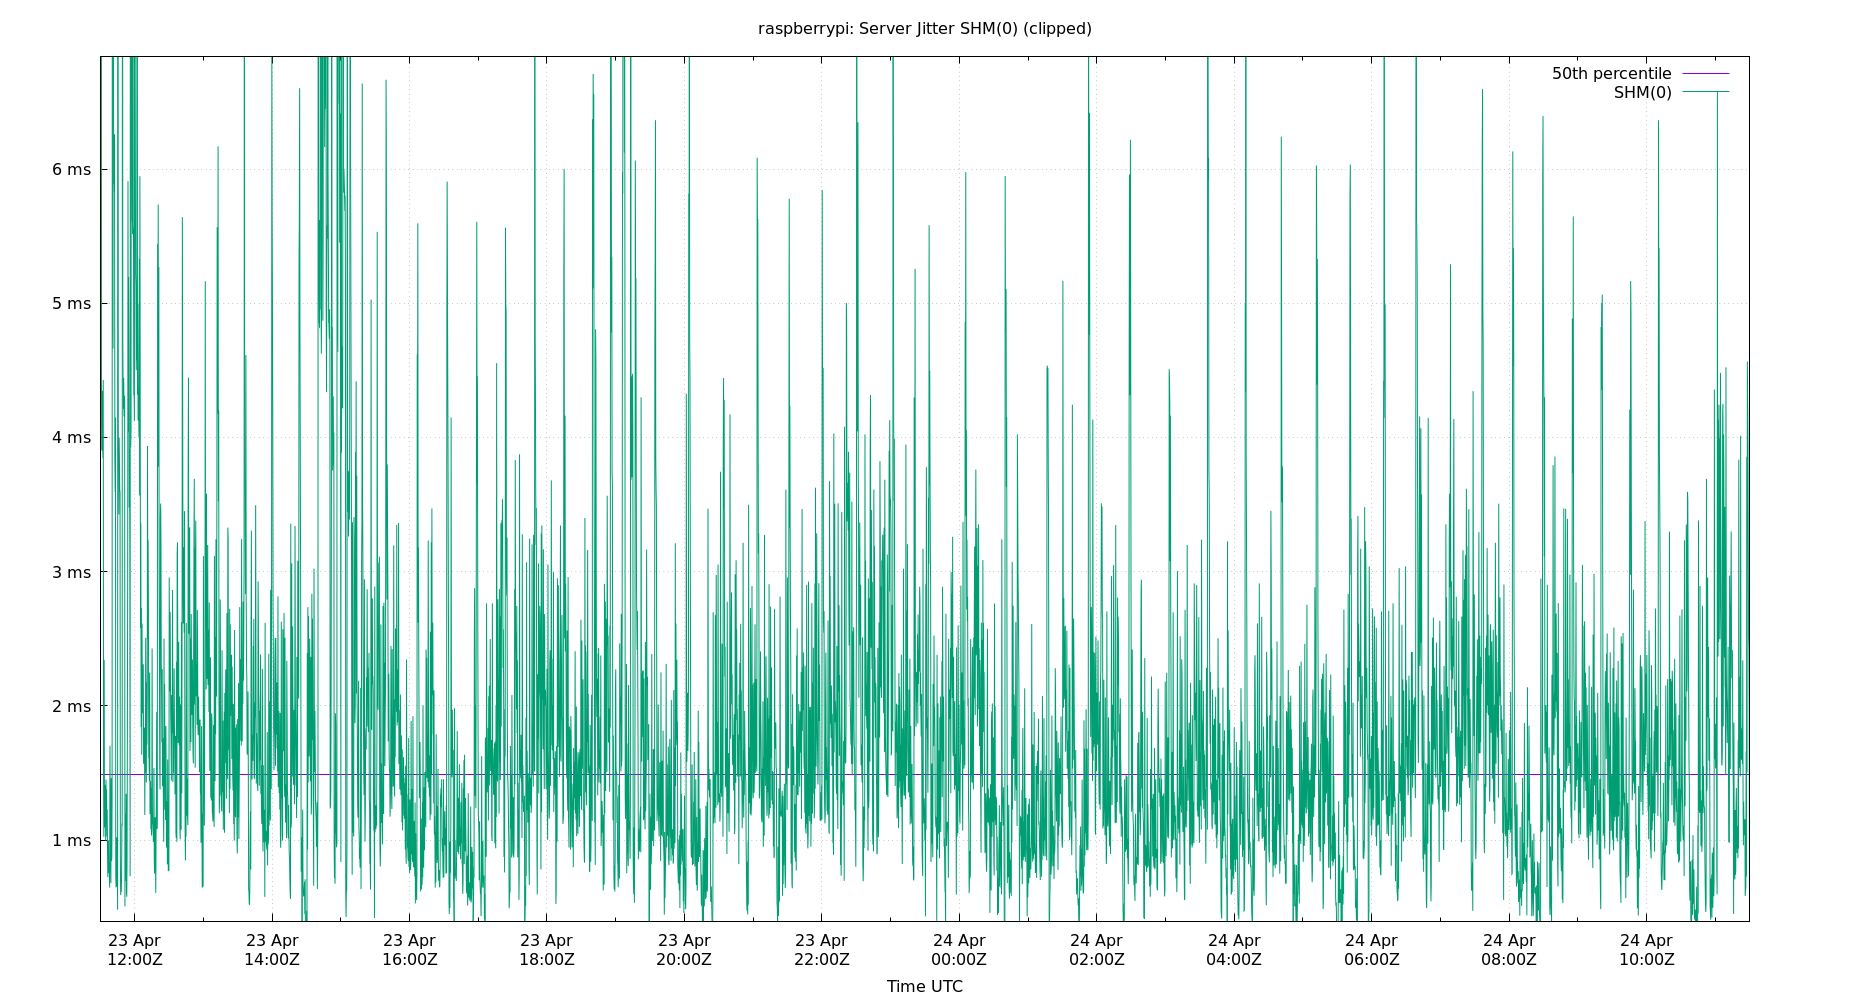 raspberrypi: Server Jitter SHM(0) (clipped)
50th percentile
SHM(0)
6 ms
5 ms
4 ms
3 ms
2 ms
1 ms
23 Apr 23 Apr 23 Apr 23 Apr 23 Apr 23 Apr 24 Apr 24 Apr 24 Apr 24 Apr 24 Apr 24 Apr
12:00Z 14:00Z 16:00Z 18:00Z 20:00Z 22:00Z 00:00Z 02:00Z 04:00Z 06:00Z 08:00Z 10:00Z
Time UTC